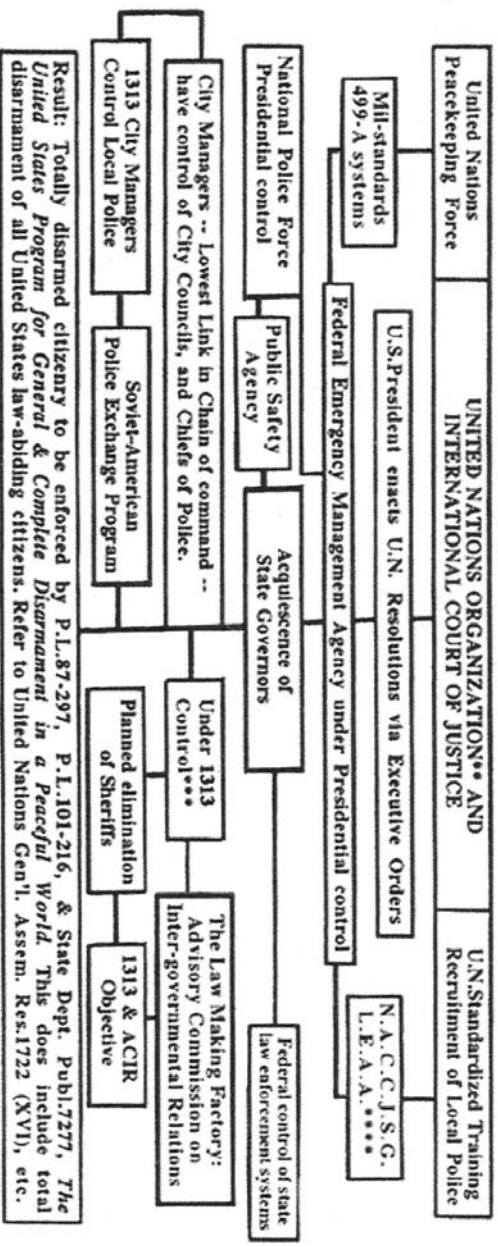 United Nations
Peacekeeping Force
UNITED NATIONS ORGANIZATION** AND
INTERNATIONAL COURT OF JUSTICE
U.N.Standardized Training
Recruitment of Local Police
Mil-standards
499-A systems
U.S.President enacts U.N. Resolutions via Executive Orders
N.A.C.C.J.S.G.
L.E.A.A.****
Federal Emergency Management Agency under Presidential control
National Police Force
Presidential control
Public Safety
Agency
Acquiescence of
State Governors
Federal control of state
law enforcement systems
City Managers -- Lowest Link in Chain of command --
have control of City Councils, and Chiefs of Police.
Under 1313
Control***
The Law Making Factory:
Advisory Commission on
Inter-governmental Relations
1313 City Managers
Control Local Police
Soviet-American
Police Exchange Program
Planned elimination
of Sheriffs
1313 & ACIR
Objective
Result: Totally disarmed citizenry to be enforced by P.L.87-297, P.L.101-216, & State Dept. Publ.7277, The
United States Program for General & Complete Disarmament in a Peaceful World. This does include total
disarmament of all United States law-abiding citizens. Refer to United Nations Gen'l. Assem. Res.1722 (XVI), etc.